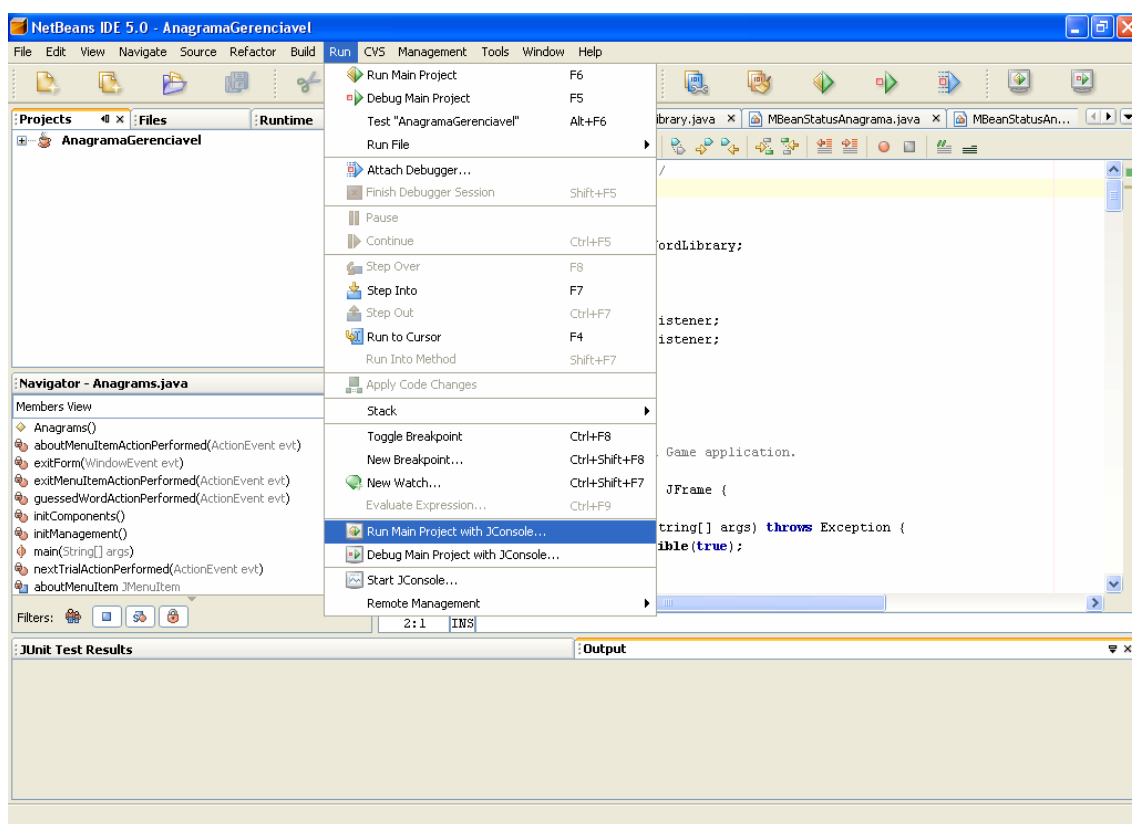 NetBeans IDE 5.0 - AnagramaGerenciavel
File Edit View Navigate Source Refactor Build Run CVS Management Tools Window Help
Run Main Project F6
Debug Main Project F5
Test "AnagramaGerenciavel" Alt+F6
Run File
Attach Debugger...
Finish Debugger Session Shift+F5
Pause
Continue Ctrl+F5
Step Over F8
Step Into F7
Step Out Ctrl+F7
Run to Cursor F4
Run Into Method Shift+F7
Apply Code Changes
Stack
Toggle Breakpoint Ctrl+F8
New Breakpoint... Ctrl+Shift+F8
New Watch... Ctrl+Shift+F7
Evaluate Expression... Ctrl+F9
Run Main Project with JConsole...
Debug Main Project with JConsole...
Start JConsole...
Remote Management
Projects Files Runtime
AnagramaGerenciavel
ibrary.java MBeanStatusAnagrama.java MBeanStatusAn...
/
ordLibrary;
istener;
istener;
Game application.
JFrame {
tring[] args) throws Exception {
ible(true);
2:1 INS
Navigator - Anagrams.java
Members View
Anagrams()
aboutMenuItemActionPerformed(ActionEvent evt)
exitForm(WindowEvent evt)
exitMenuItemActionPerformed(ActionEvent evt)
guessedWordActionPerformed(ActionEvent evt)
initComponents()
initManagement()
main(String[] args)
nextTrialActionPerformed(ActionEvent evt)
aboutMenuItem JMenuItem
Filters:
JUnit Test Results
Output